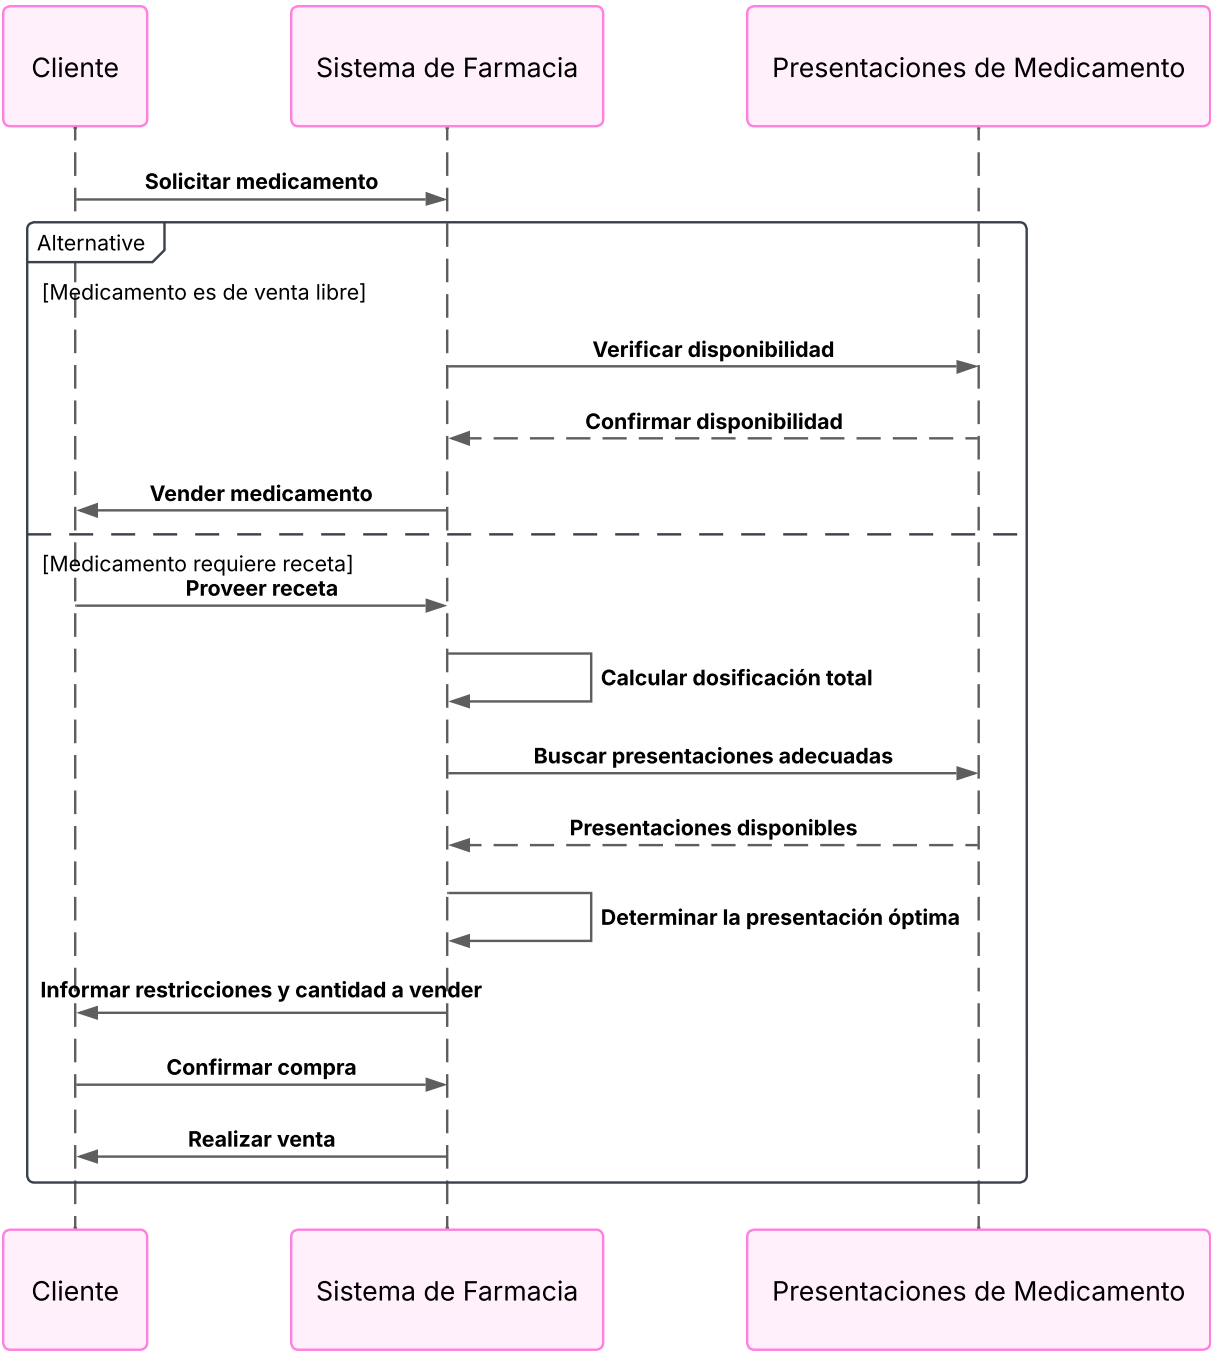 Cliente
Sistema de Farmacia
Presentaciones de Medicamento
Solicitar medicamento
Alternative
[Medicamento es de venta libre]
Verificar disponibilidad
Confirmar disponibilidad
Vender medicamento
[Medicamento requiere receta]
Proveer receta
Calcular dosificación total
Buscar presentaciones adecuadas
Presentaciones disponibles
Determinar la presentación óptima
Informar restricciones y cantidad a vender
Confirmar compra
Realizar venta
Cliente
Sistema de Farmacia
Presentaciones de Medicamento